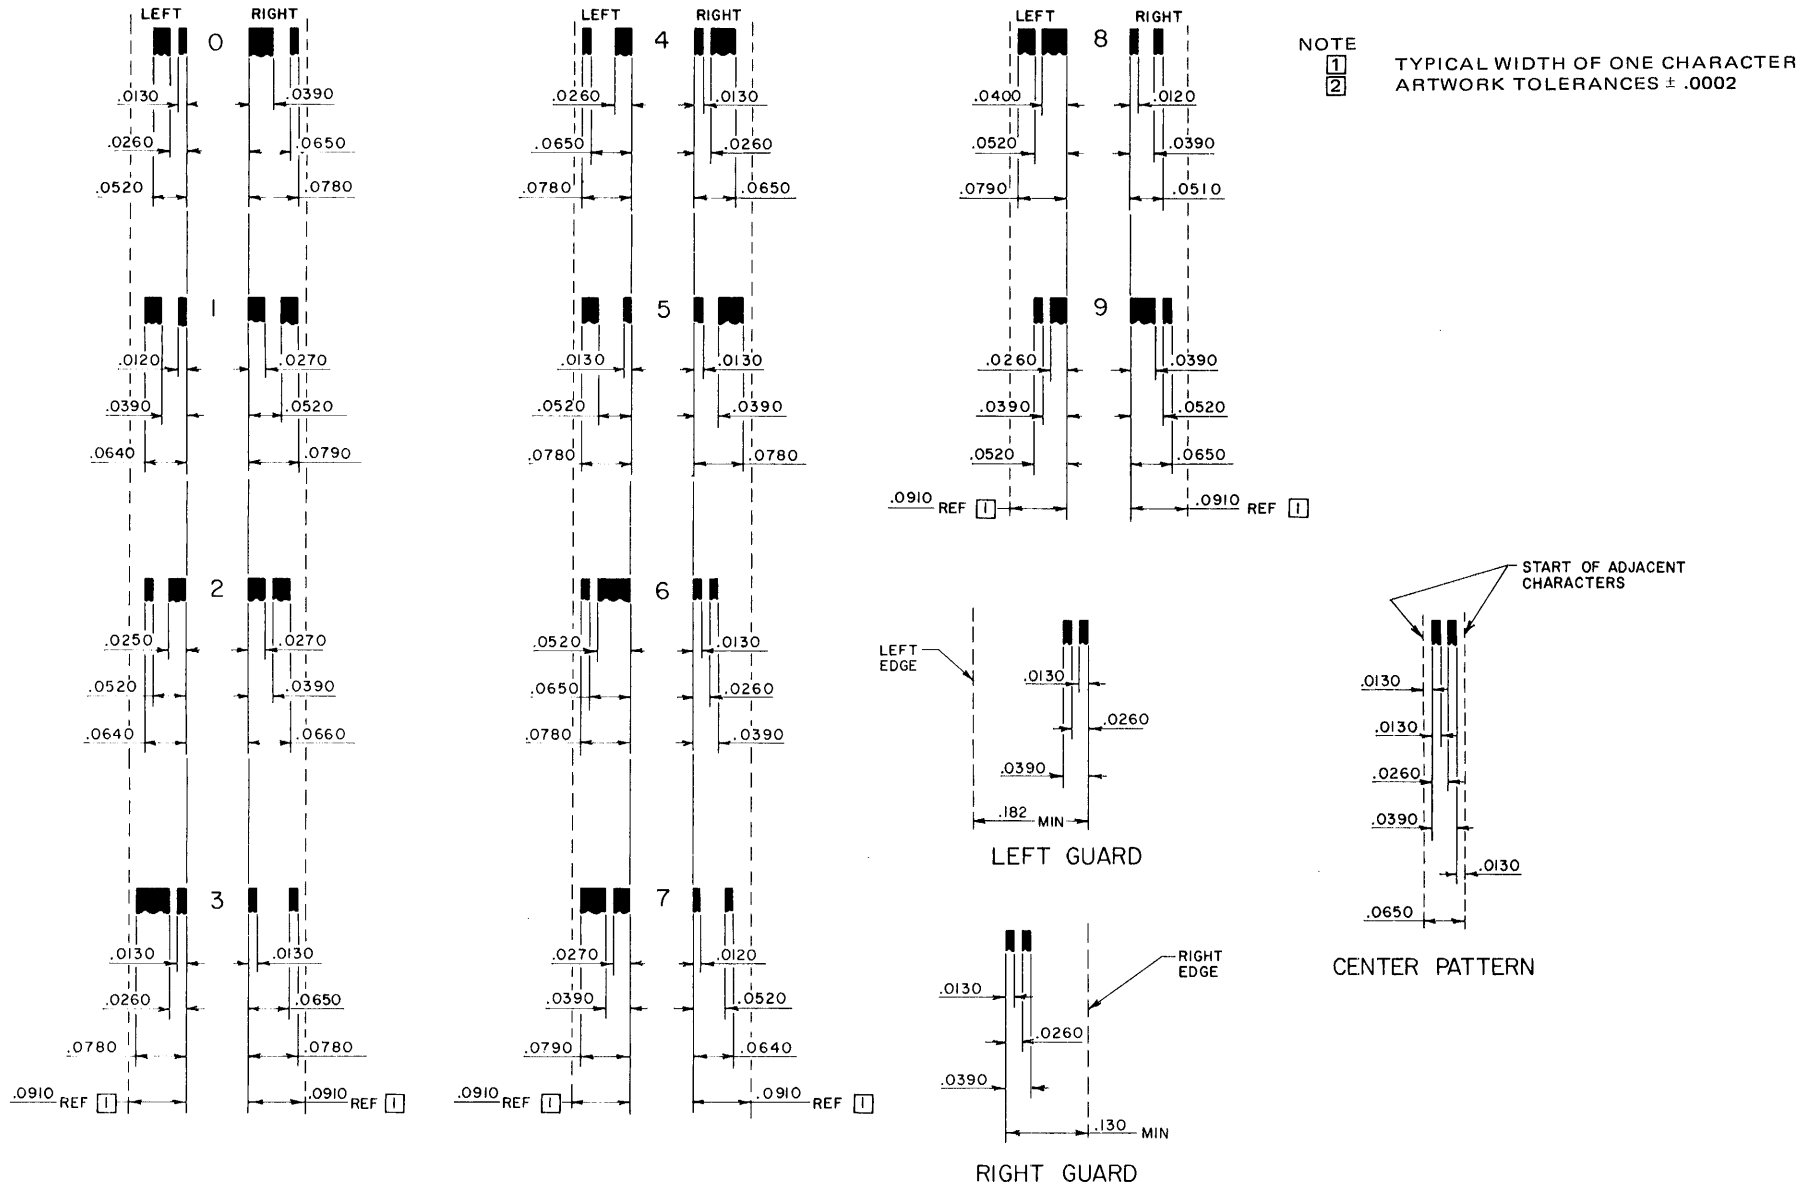 LEFT RIGHT
0
.0130 .0390
.0260 .0650
.0520 .0780
1
.0120 .0270
.0390 .0520
.0640 .0790
2
.0250 .0270
.0520 .0390
.0640 .0660
3
.0130 .0130
.0260 .0650
.0780 .0780
.0910 REF 1 .0910 REF 1
LEFT RIGHT
4
.0260 .0130
.0650 .0260
.0780 .0650
5
.0130 .0130
.0520 .0390
.0780 .0780
6
.0520 .0130
.0650 .0260
.0780 .0390
7
.0270 .0120
.0390 .0520
.0790 .0640
.0910 REF 1 .0910 REF 1
LEFT RIGHT
8
.0400 .0120
.0520 .0390
.0790 .0510
9
.0260 .0390
.0390 .0520
.0520 .0650
.0910 REF 1 .0910 REF 1
NOTE
1 TYPICAL WIDTH OF ONE CHARACTER
2 ARTWORK TOLERANCES ± .0002
LEFT
EDGE
.0130
.0260
.0390
.182 MIN
LEFT GUARD
RIGHT
EDGE
.0130
.0260
.0390
.130 MIN
RIGHT GUARD
START OF ADJACENT
CHARACTERS
.0130
.0130
.0260
.0390
.0130
.0650
CENTER PATTERN